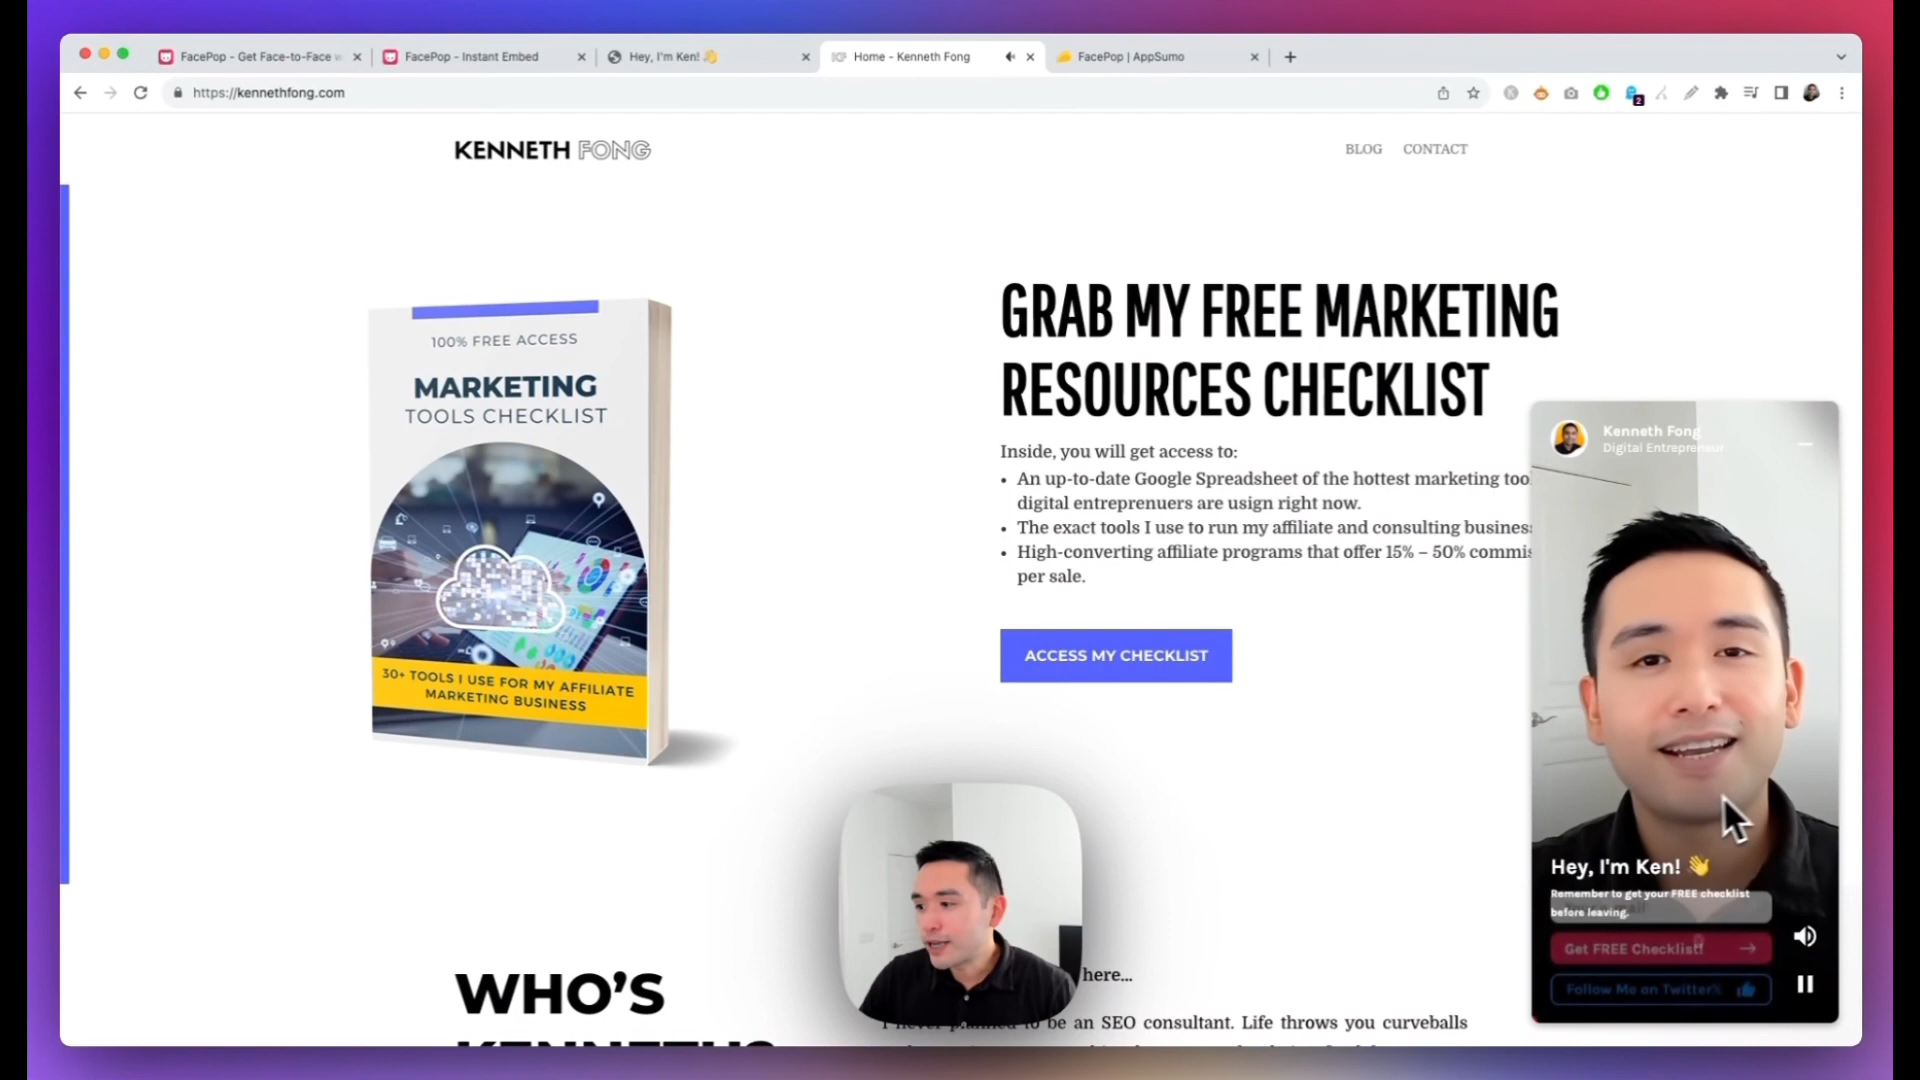 FacePop - Get Face-to-Face w
FacePop - Instant Embed
Hey, I'm Ken! 👋
Home - Kenneth Fong
FacePop | AppSumo
https://kennethfong.com
2
KENNETH FONG
BLOG
CONTACT
100% FREE ACCESS
MARKETING
TOOLS CHECKLIST
30+ TOOLS I USE FOR MY AFFILIATE
MARKETING BUSINESS
GRAB MY FREE MARKETING
RESOURCES CHECKLIST
Inside, you will get access to:
• An up-to-date Google Spreadsheet of the hottest marketing too
digital entreprenuers are usign right now.
• The exact tools I use to run my affiliate and consulting business
• High-converting affiliate programs that offer 15% – 50% commis
per sale.
ACCESS MY CHECKLIST
Kenneth Fong
Digital Entrepreneur
Hey, I'm Ken! 👋
Remember to get your FREE checklist
before leaving.
Get FREE Checklist!
Follow Me on Twitter
WHO'S
here...
I never planned to be an SEO consultant. Life throws you curveballs